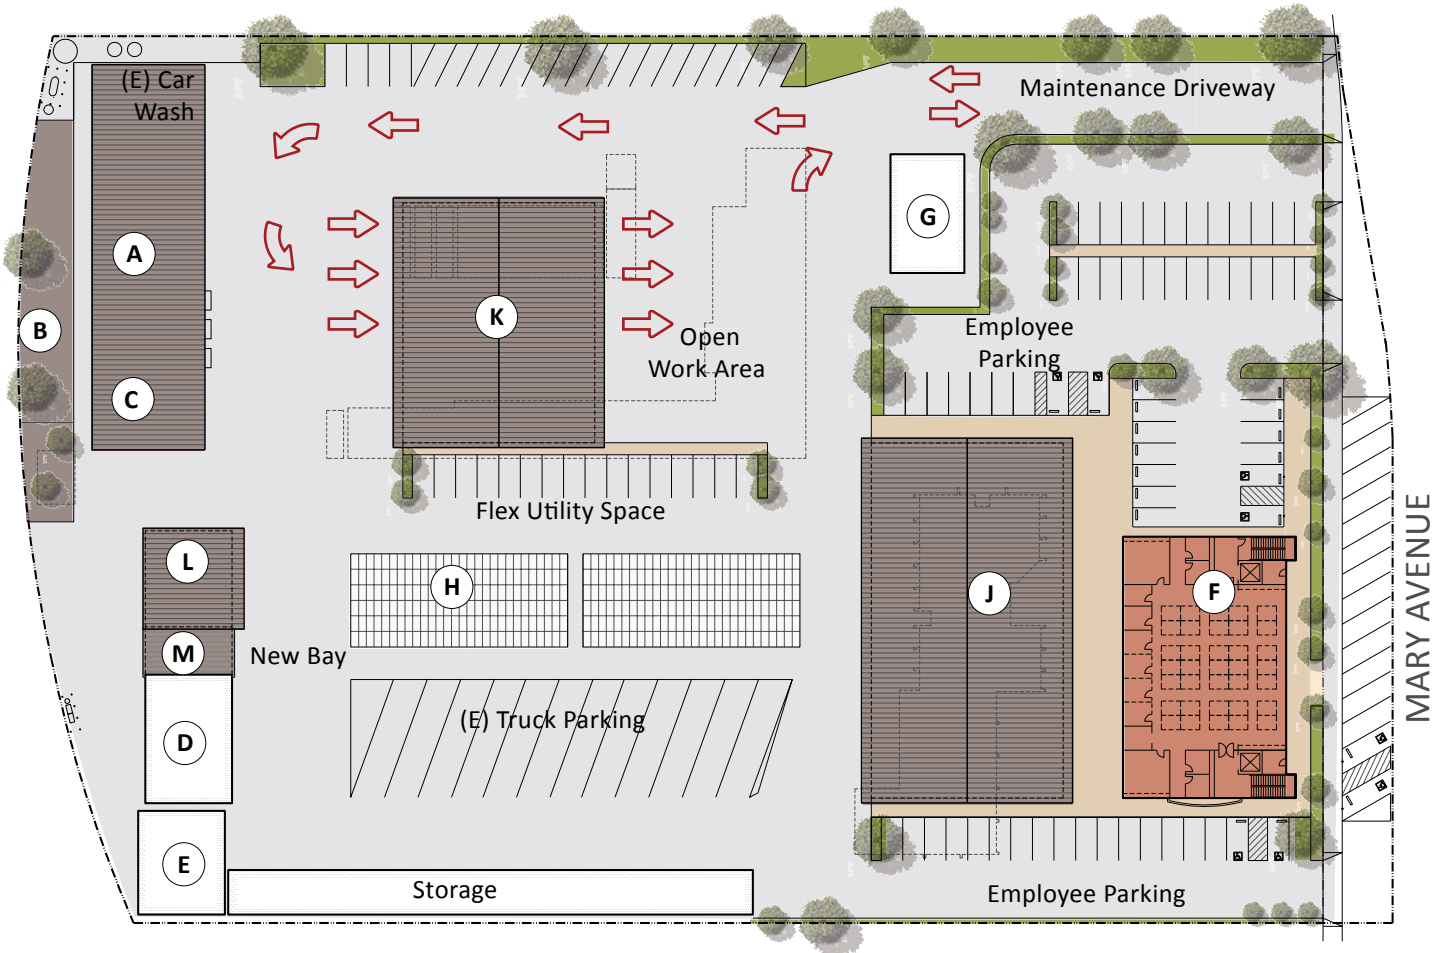 (E) Car
Wash
Maintenance Driveway
A
G
B
K
Open
Work Area
Employee
Parking
C
Flex Utility Space
L
H
J
F
M
New Bay
MARY AVENUE
(E) Truck Parking
D
E
Storage
Employee Parking